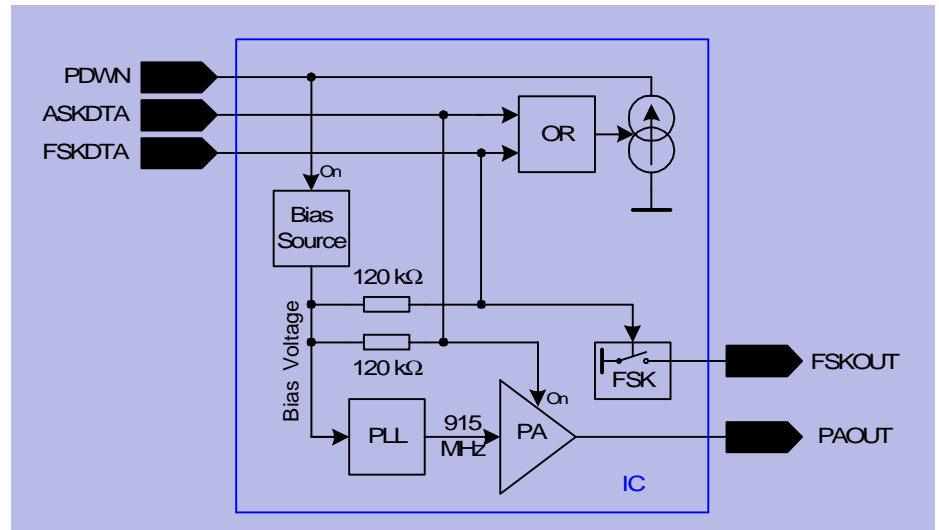 PDWN
ASKDTA
FSKDTA
OR
On
Bias
Source
120 kΩ
120 kΩ
Bias Voltage
FSK
FSKOUT
On
PLL
915
MHz
PA
PAOUT
IC